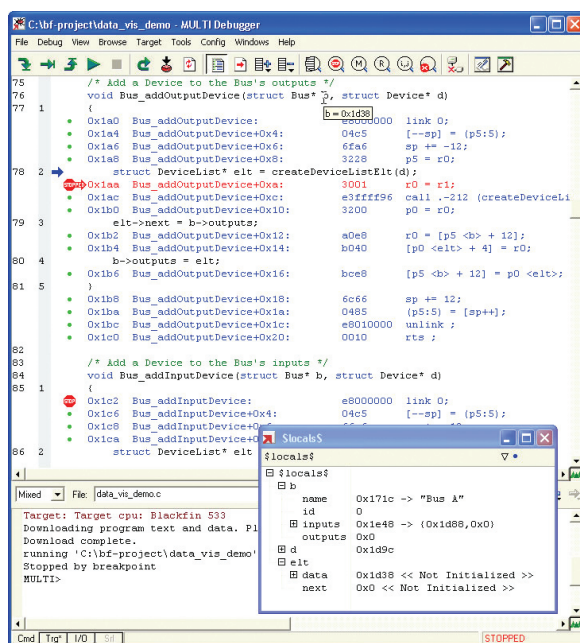 C:\bf-project\data_vis_demo - MULTI Debugger
File Debug View Browse Target Tools Config Windows Help
75 /* Add a Device to the Bus's outputs */
76 void Bus_addOutputDevice(struct Bus* b, struct Device* d)
77 1 {
b = 0x1d38
0x1a0 Bus_addOutputDevice: e8000000 link 0;
0x1a4 Bus_addOutputDevice+0x4: 04c5 [--sp] = (p5:5);
0x1a6 Bus_addOutputDevice+0x6: 6fa6 sp += -12;
0x1a8 Bus_addOutputDevice+0x8: 3228 p5 = r0;
78 2 struct DeviceList* elt = createDeviceListElt(d);
STOP 0x1aa Bus_addOutputDevice+0xa: 3001 r0 = r1;
0x1ac Bus_addOutputDevice+0xc: e3ffff96 call .-212 (createDeviceLi
0x1b0 Bus_addOutputDevice+0x10: 3200 p0 = r0;
79 3 elt->next = b->outputs;
0x1b2 Bus_addOutputDevice+0x12: a0e8 r0 = [p5 <b> + 12];
0x1b4 Bus_addOutputDevice+0x14: b040 [p0 <elt> + 4] = r0;
80 4 b->outputs = elt;
0x1b6 Bus_addOutputDevice+0x16: bce8 [p5 <b> + 12] = p0 <elt>;
81 5 }
0x1b8 Bus_addOutputDevice+0x18: 6c66 sp += 12;
0x1ba Bus_addOutputDevice+0x1a: 0485 (p5:5) = [sp++];
0x1bc Bus_addOutputDevice+0x1c: e8010000 unlink ;
0x1c0 Bus_addOutputDevice+0x20: 0010 rts ;
82
83 /* Add a Device to the Bus's inputs */
84 void Bus_addInputDevice(struct Bus* b, struct Device* d)
85 1 {
STOP 0x1c2 Bus_addInputDevice: e8000000 link 0;
0x1c6 Bus_addInputDevice+0x4: 04c5 [--sp] = (p5:5);
0x1c8 Bus_addInputDevice+0x6:
0x1ca Bus_addInputDevice+0
86 2 struct DeviceList* elt
$locals$
$locals$
$locals$
b
name 0x171c -> "Bus A"
id 0
inputs 0x1e48 -> {0x1d88,0x0}
outputs 0x0
d 0x1d9c
elt
data 0x1d38 << Not Initialized >>
next 0x0 << Not Initialized >>
Mixed File: data_vis_demo.c
Target: Target cpu: Blackfin 533
Downloading program text and data. Pl
Download complete.
running 'C:\bf-project\data_vis_demo'
Stopped by breakpoint
MULTI>
Cmd Trg* I/O Srl STOPPED